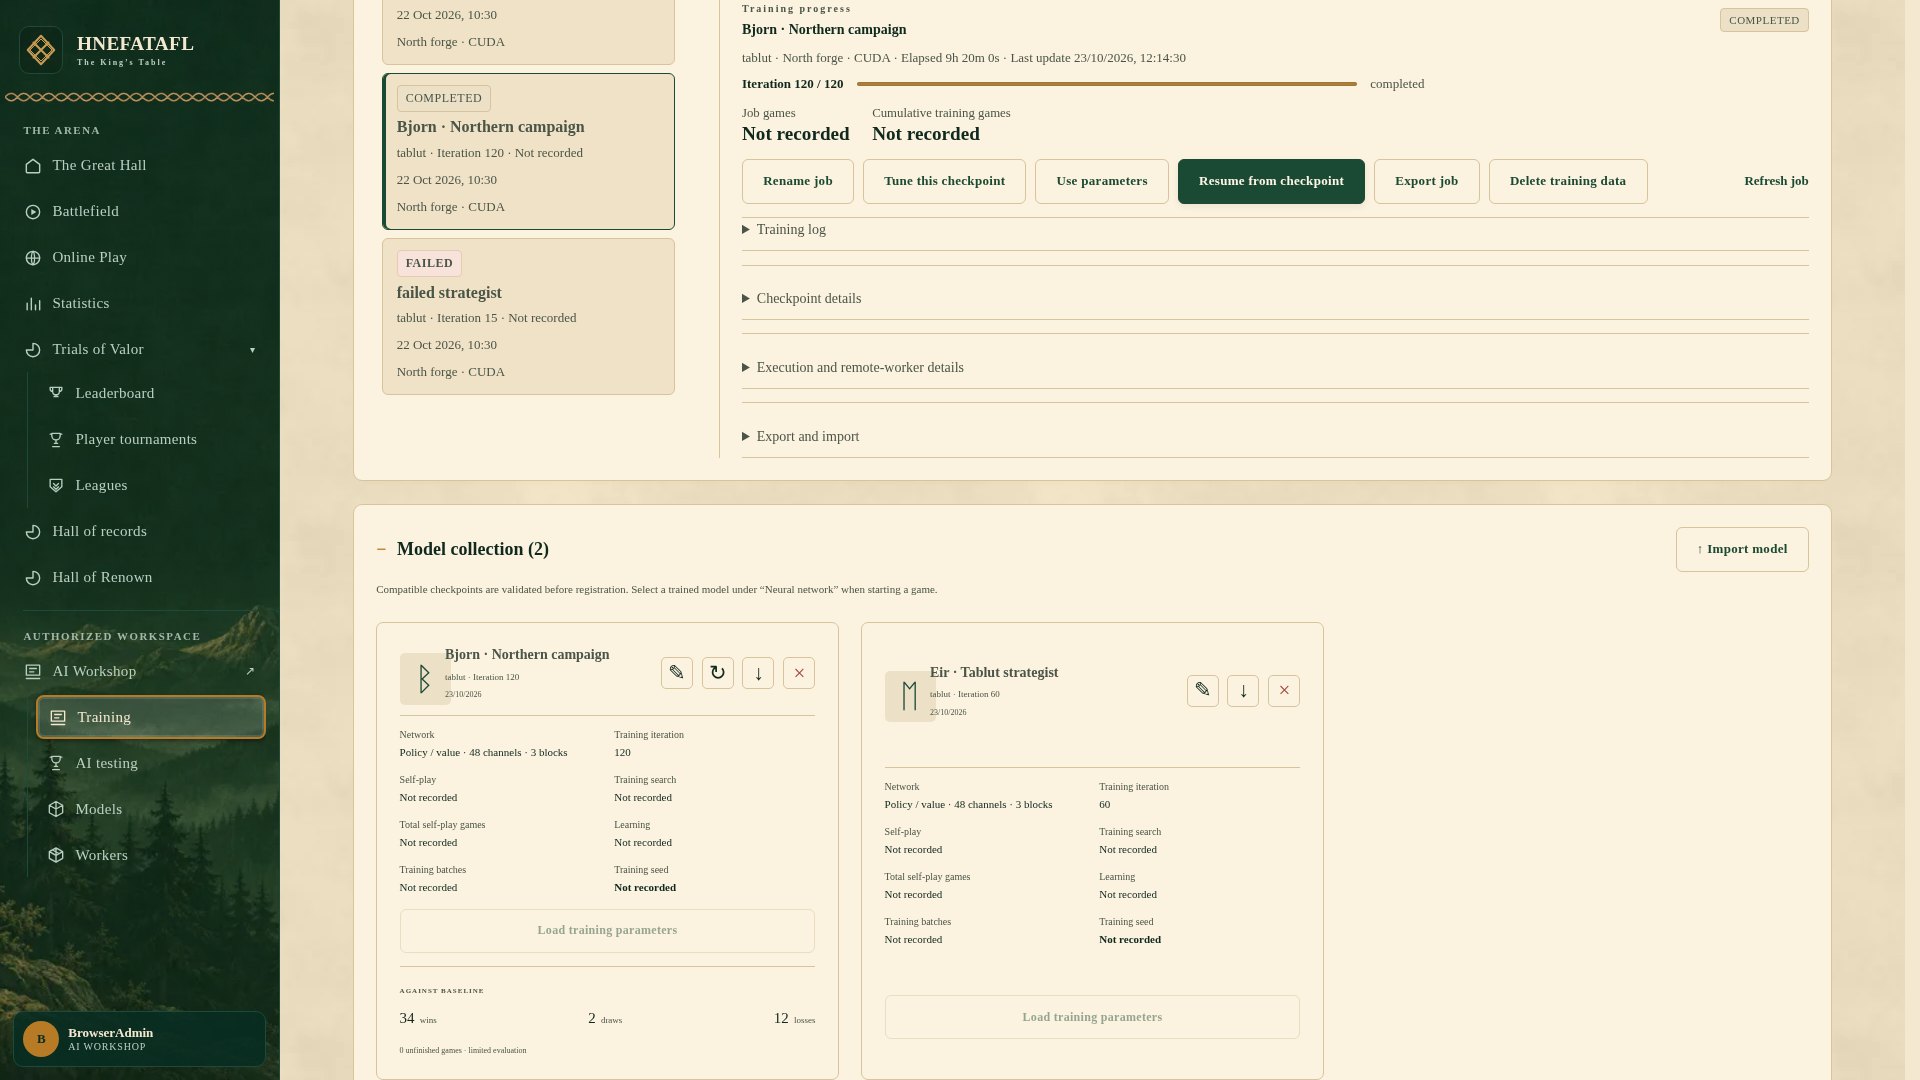 HNEFATAFL
The King's Table
THE ARENA
The Great Hall
Battlefield
Online Play
Statistics
Trials of Valor ▾
Leaderboard
Player tournaments
Leagues
Hall of records
Hall of Renown
AUTHORIZED WORKSPACE
AI Workshop ↗
Training
AI testing
Models
Workers
B
BrowserAdmin
AI WORKSHOP
22 Oct 2026, 10:30
North forge · CUDA
COMPLETED
Bjorn · Northern campaign
tablut · Iteration 120 · Not recorded
22 Oct 2026, 10:30
North forge · CUDA
FAILED
failed strategist
tablut · Iteration 15 · Not recorded
22 Oct 2026, 10:30
North forge · CUDA
Training progress
Bjorn · Northern campaign
COMPLETED
tablut · North forge · CUDA · Elapsed 9h 20m 0s · Last update 23/10/2026, 12:14:30
Iteration 120 / 120 completed
Job games Cumulative training games
Not recorded Not recorded
Rename job Tune this checkpoint Use parameters Resume from checkpoint Export job Delete training data Refresh job
▶ Training log
▶ Checkpoint details
▶ Execution and remote-worker details
▶ Export and import
− Model collection (2)
↑ Import model
Compatible checkpoints are validated before registration. Select a trained model under “Neural network” when starting a game.
ᛒ
Bjorn · Northern campaign
tablut · Iteration 120
23/10/2026
✎ ↻ ↓ ×
Network Training iteration
Policy / value · 48 channels · 3 blocks 120
Self-play Training search
Not recorded Not recorded
Total self-play games Learning
Not recorded Not recorded
Training batches Training seed
Not recorded Not recorded
Load training parameters
AGAINST BASELINE
34 wins 2 draws 12 losses
0 unfinished games · limited evaluation
ᛖ
Eir · Tablut strategist
tablut · Iteration 60
23/10/2026
✎ ↓ ×
Network Training iteration
Policy / value · 48 channels · 3 blocks 60
Self-play Training search
Not recorded Not recorded
Total self-play games Learning
Not recorded Not recorded
Training batches Training seed
Not recorded Not recorded
Load training parameters